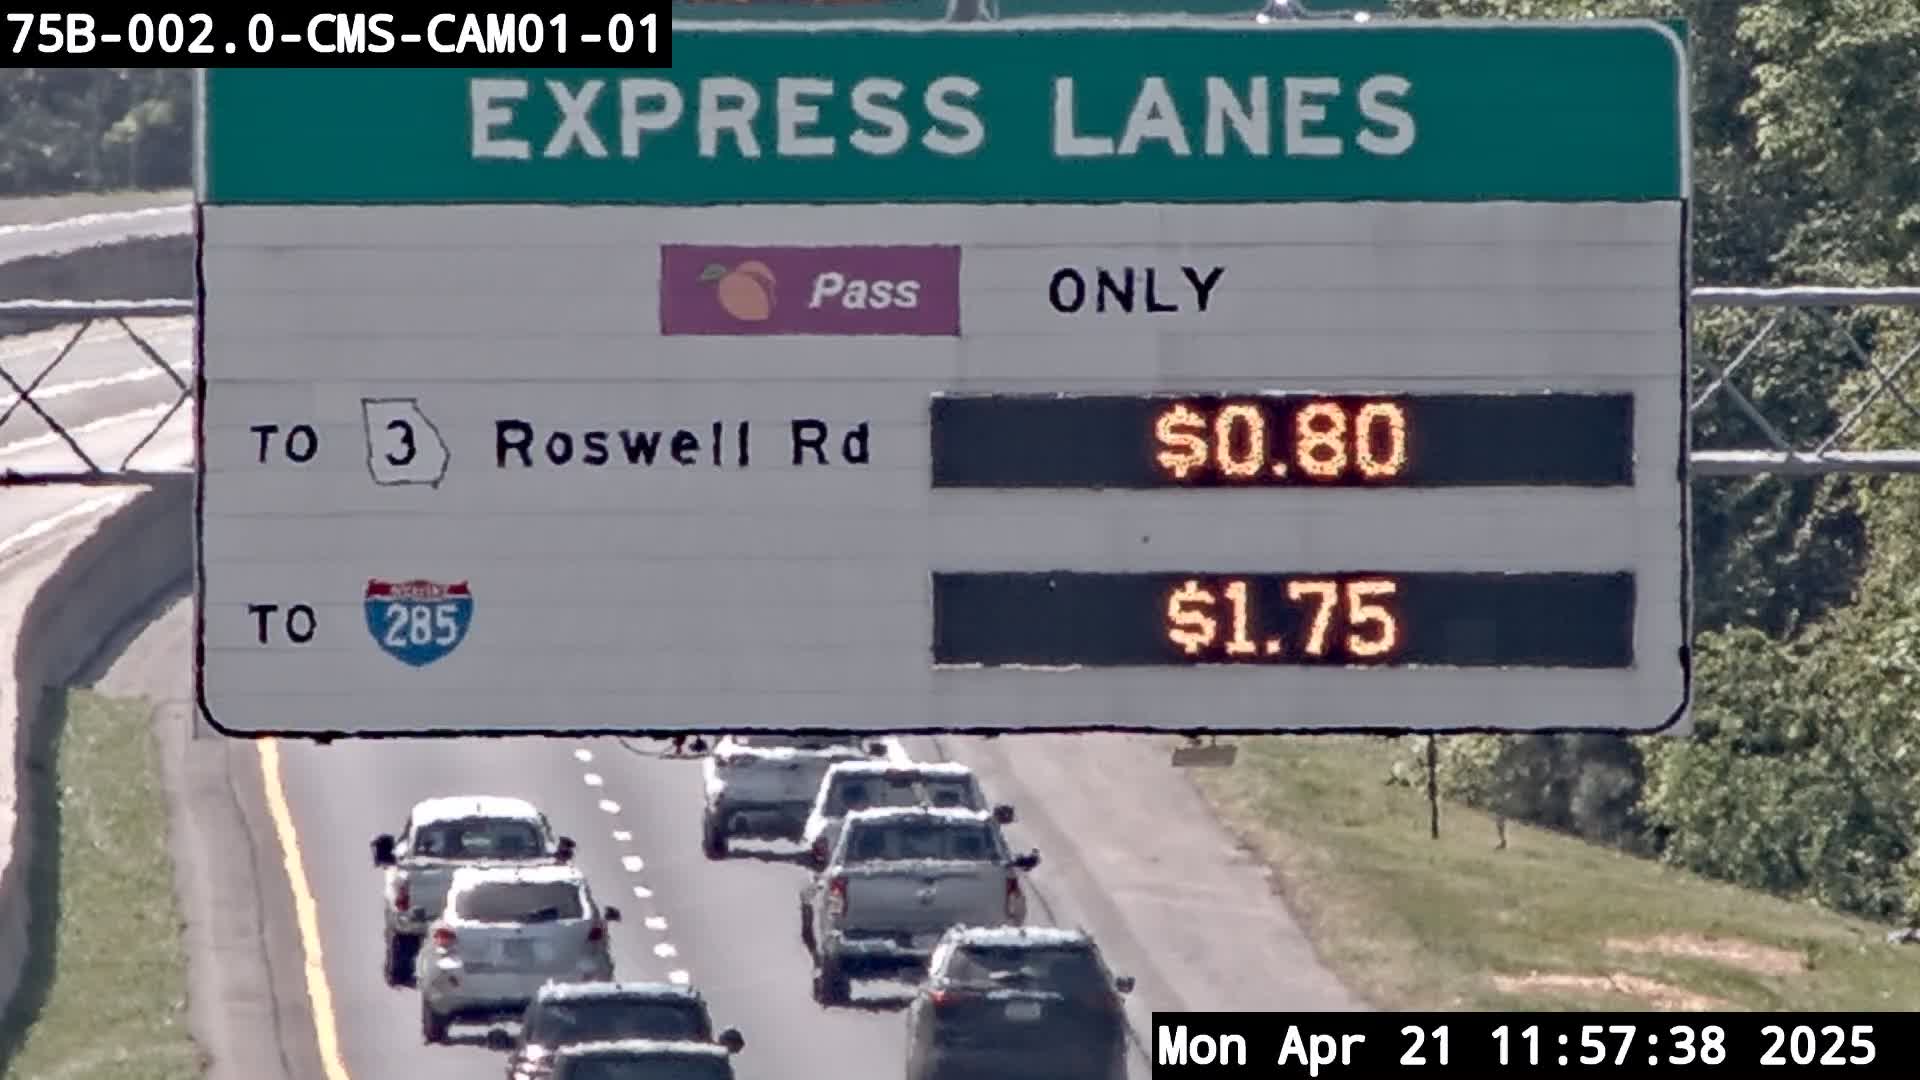 75B-002.0-CMS-CAM01-01
EXPRESS LANES
Pass ONLY
TO 3 Roswell Rd $0.80
TO 285 $1.75
Mon Apr 21 11:57:38 2025